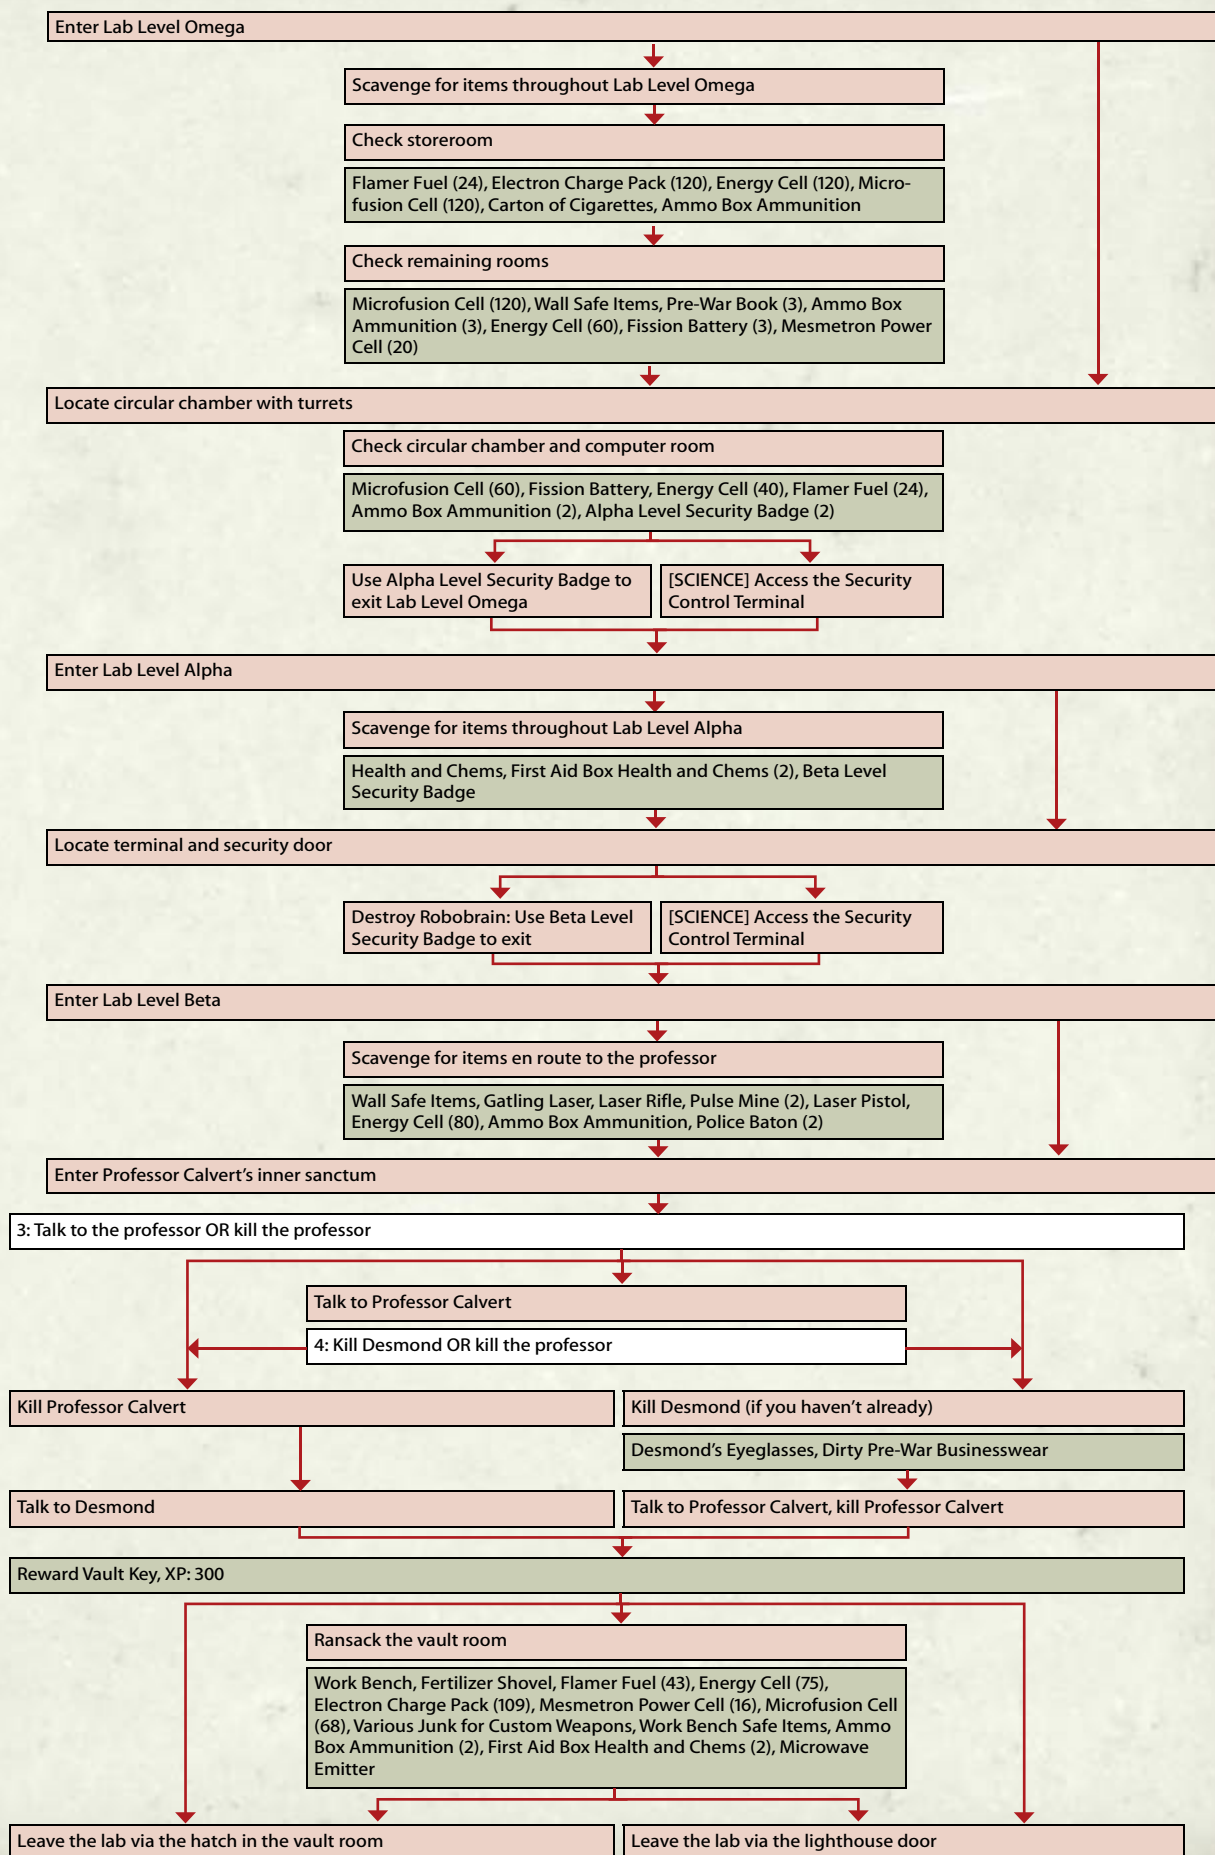 Enter Lab Level Omega
Scavenge for items throughout Lab Level Omega
Check storeroom
Flamer Fuel (24), Electron Charge Pack (120), Energy Cell (120), Micro-
fusion Cell (120), Carton of Cigarettes, Ammo Box Ammunition
Check remaining rooms
Microfusion Cell (120), Wall Safe Items, Pre-War Book (3), Ammo Box
Ammunition (3), Energy Cell (60), Fission Battery (3), Mesmetron Power
Cell (20)
Locate circular chamber with turrets
Check circular chamber and computer room
Microfusion Cell (60), Fission Battery, Energy Cell (40), Flamer Fuel (24),
Ammo Box Ammunition (2), Alpha Level Security Badge (2)
Use Alpha Level Security Badge to
exit Lab Level Omega
[SCIENCE] Access the Security
Control Terminal
Enter Lab Level Alpha
Scavenge for items throughout Lab Level Alpha
Health and Chems, First Aid Box Health and Chems (2), Beta Level
Security Badge
Locate terminal and security door
Destroy Robobrain: Use Beta Level
Security Badge to exit
[SCIENCE] Access the Security
Control Terminal
Enter Lab Level Beta
Scavenge for items en route to the professor
Wall Safe Items, Gatling Laser, Laser Rifle, Pulse Mine (2), Laser Pistol,
Energy Cell (80), Ammo Box Ammunition, Police Baton (2)
Enter Professor Calvert's inner sanctum
3: Talk to the professor OR kill the professor
Talk to Professor Calvert
4: Kill Desmond OR kill the professor
Kill Professor Calvert
Kill Desmond (if you haven't already)
Desmond's Eyeglasses, Dirty Pre-War Businesswear
Talk to Desmond
Talk to Professor Calvert, kill Professor Calvert
Reward Vault Key, XP: 300
Ransack the vault room
Work Bench, Fertilizer Shovel, Flamer Fuel (43), Energy Cell (75),
Electron Charge Pack (109), Mesmetron Power Cell (16), Microfusion Cell
(68), Various Junk for Custom Weapons, Work Bench Safe Items, Ammo
Box Ammunition (2), First Aid Box Health and Chems (2), Microwave
Emitter
Leave the lab via the hatch in the vault room
Leave the lab via the lighthouse door